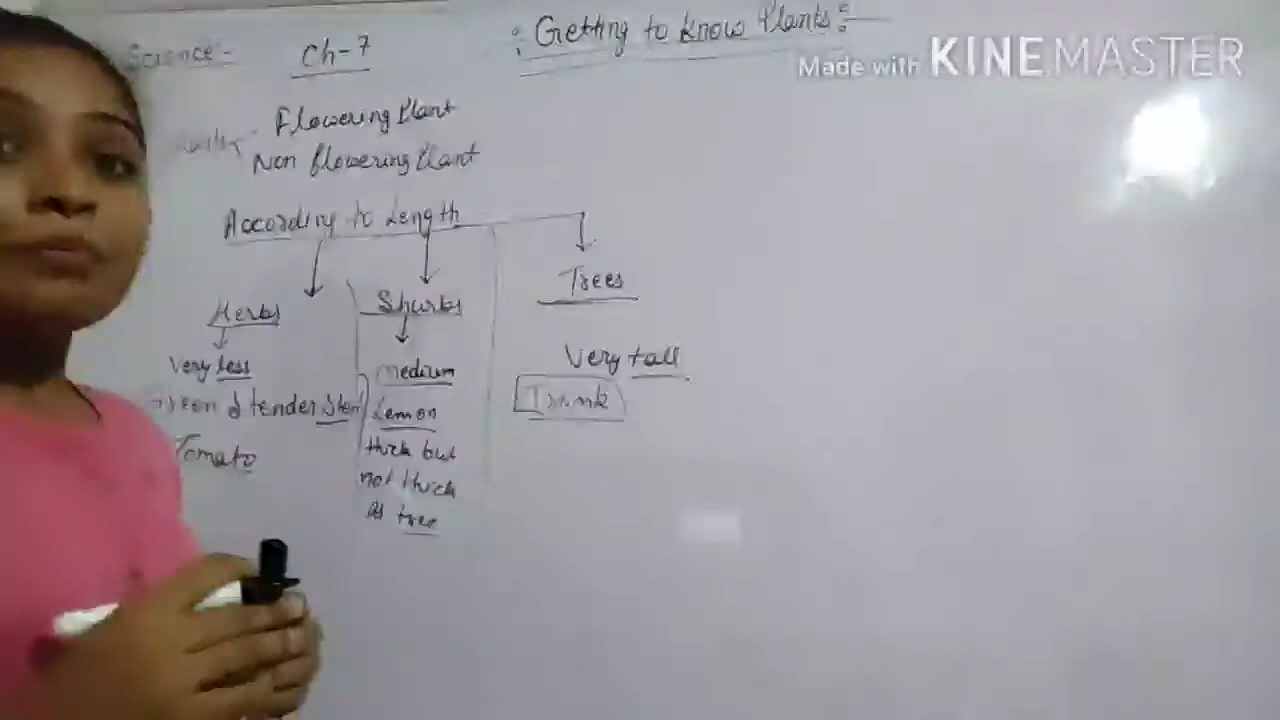 Science:-
Ch-7
Getting to know Plants
Made with KINEMASTER
Flowering Plant
Non flowering Plant
According to Length
Herbs
Shurbs
Trees
Very less
medium
Very tall
Green & tender Stem
Lemon
Trunk
Tomato
thick but
not thick
as tree